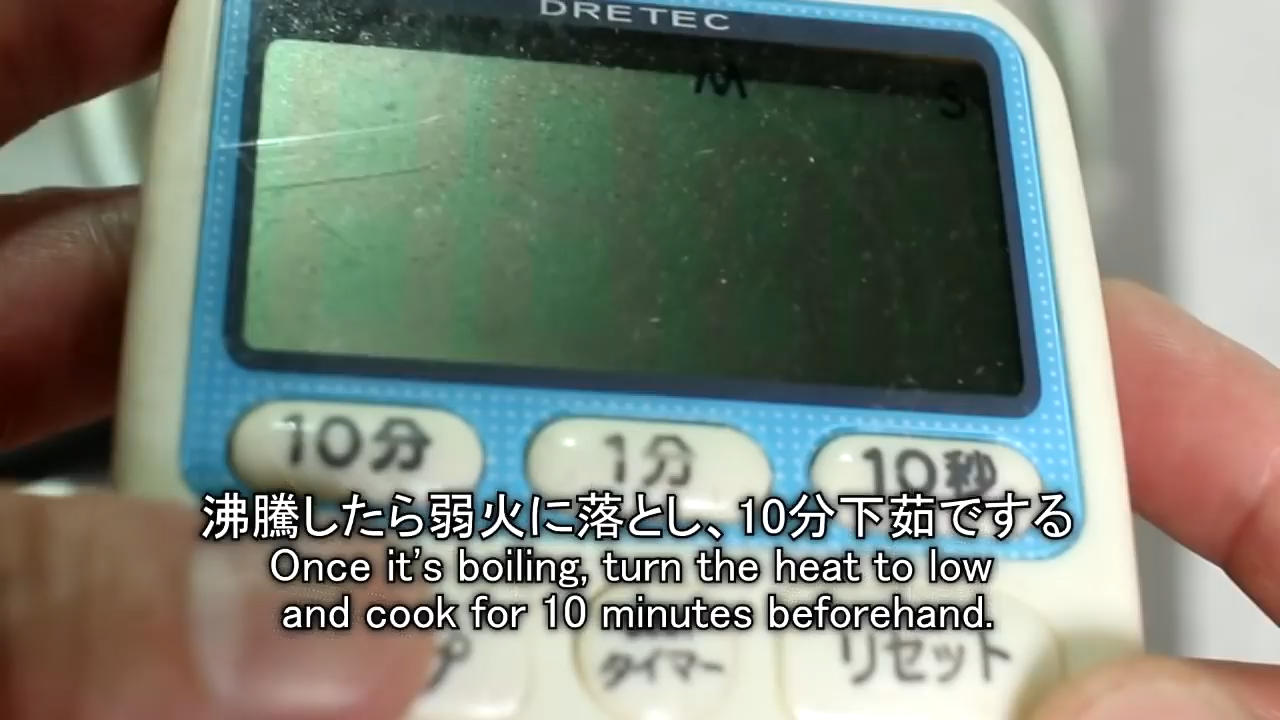 DRETEC
M S
10分 1分 10秒
沸騰したら弱火に落とし、10分下茹でする
Once it's boiling, turn the heat to low
and cook for 10 minutes beforehand.
タイマー リセット